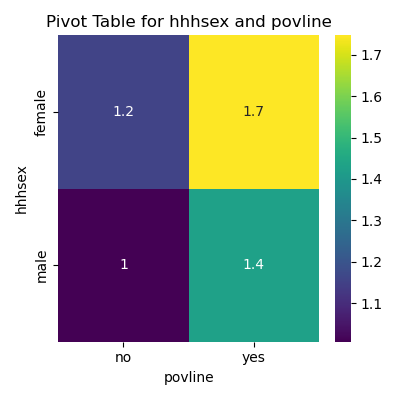 Pivot Table for hhhsex and povline
female
1.2
1.7
hhhsex
male
1
1.4
no
yes
povline
1.7
1.6
1.5
1.4
1.3
1.2
1.1